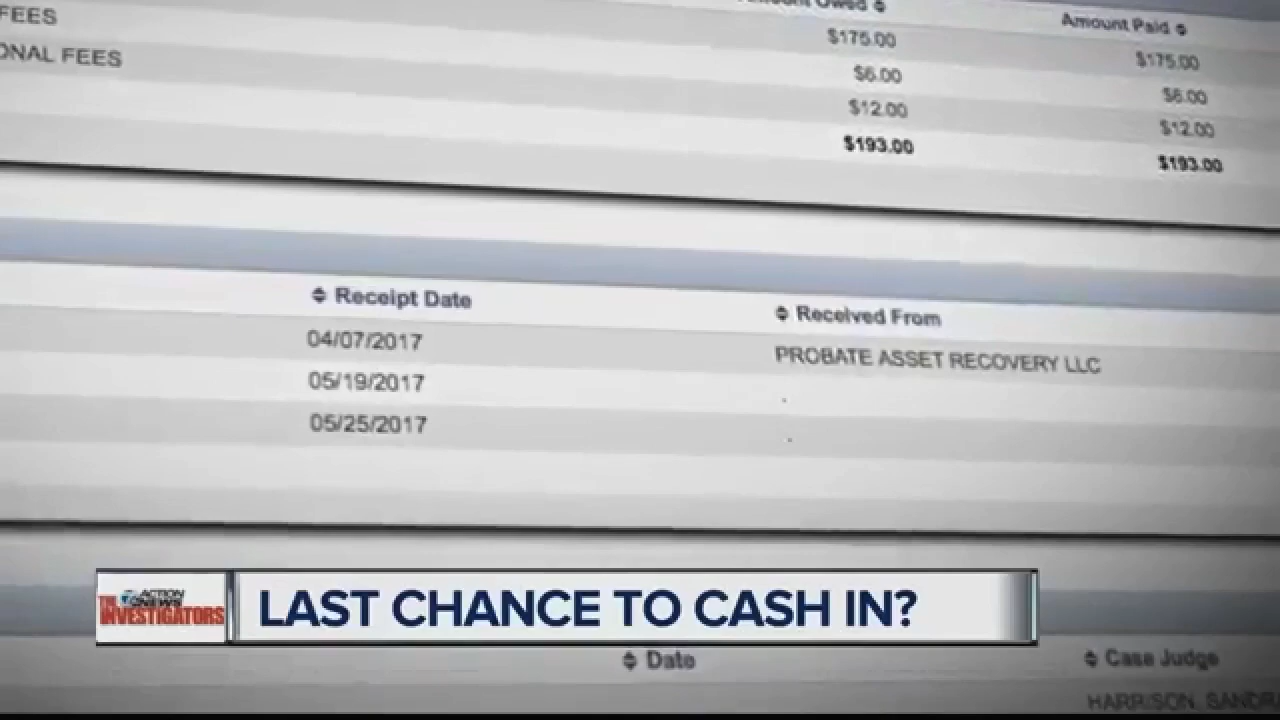 FEES
ONAL FEES
Owed
Amount Paid
$175.00
$175.00
$6.00
$6.00
$12.00
$12.00
$193.00
$193.00
Receipt Date
Received From
04/07/2017
PROBATE ASSET RECOVERY LLC
05/19/2017
05/25/2017
THE
7 ACTION
NEWS
INVESTIGATORS
LAST CHANCE TO CASH IN?
Date
Case Judge
HARRISON, SANDRA